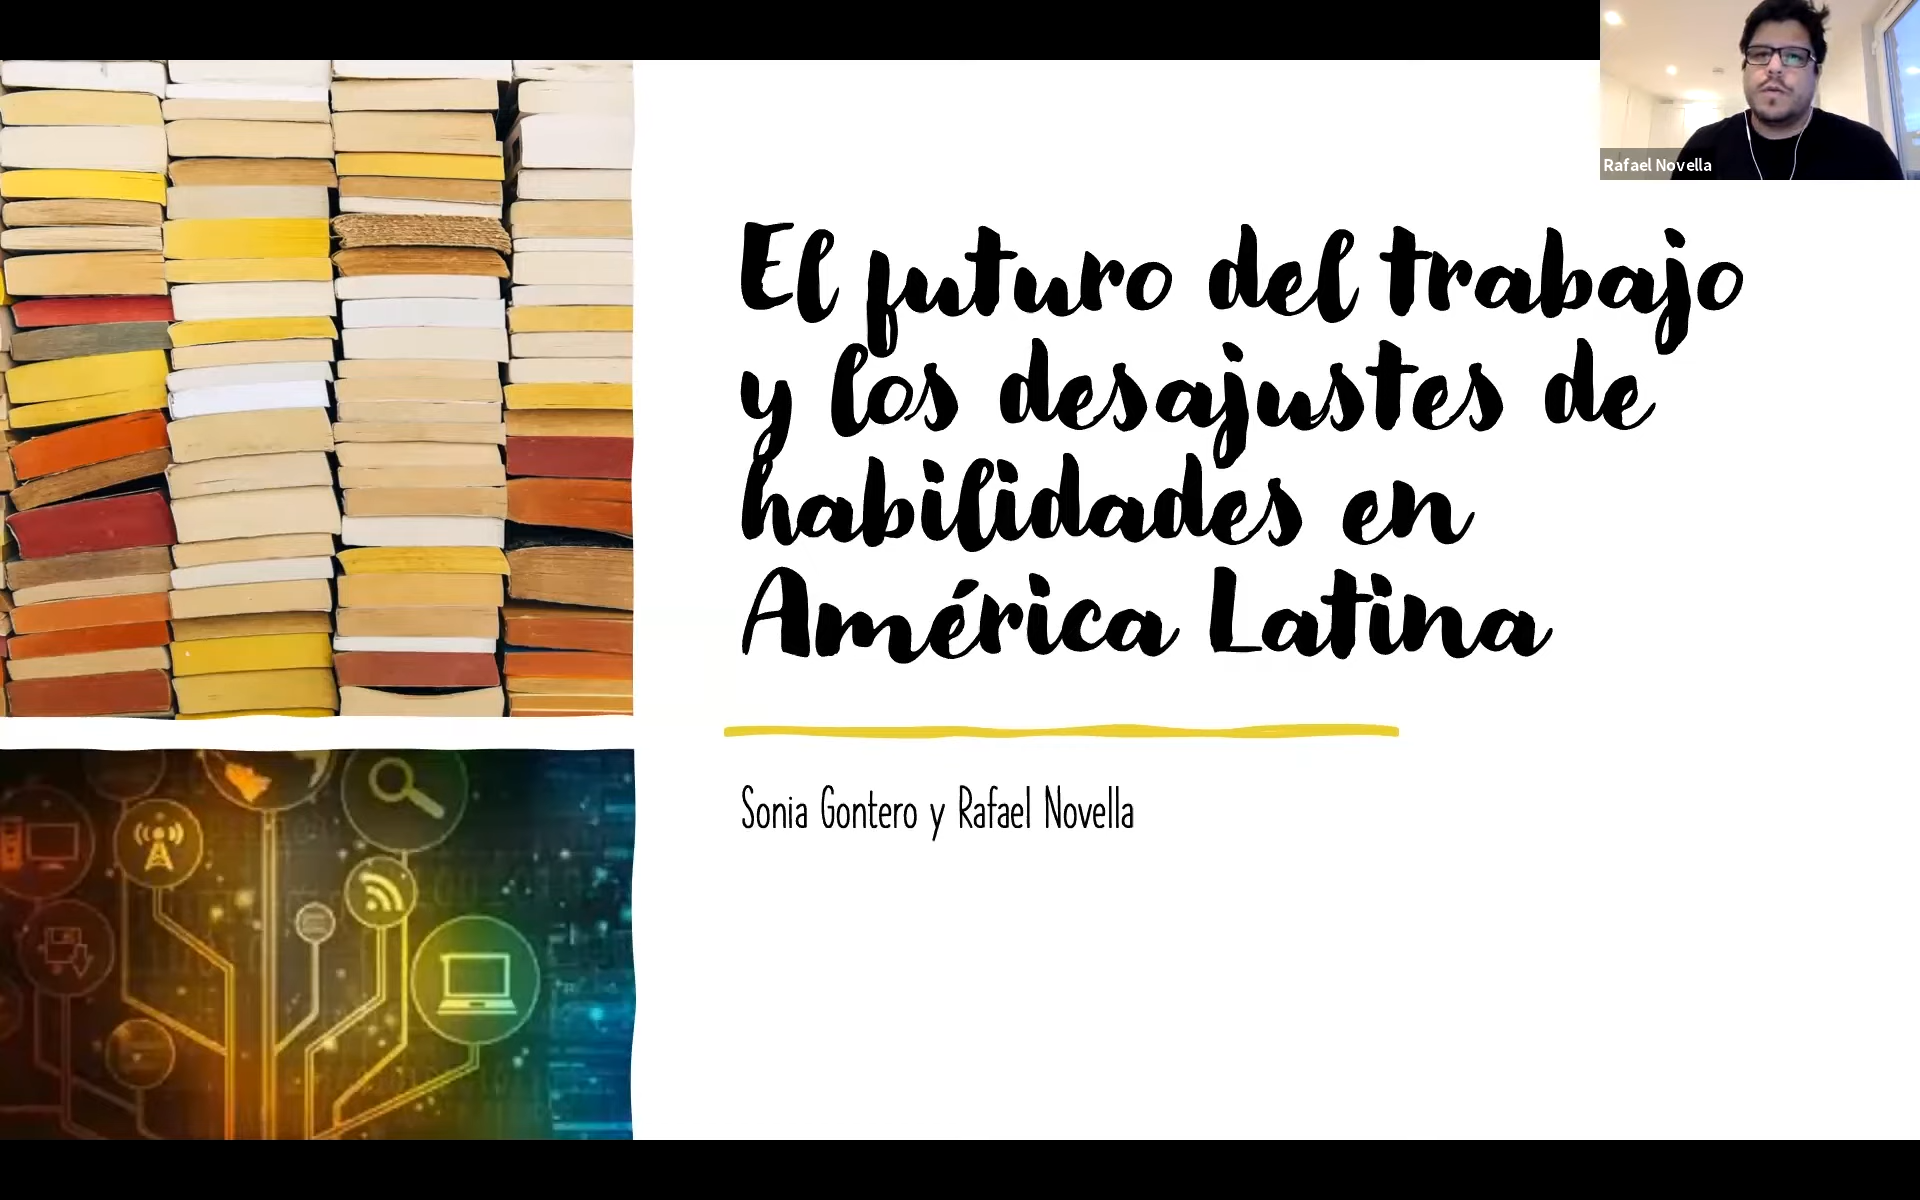 Rafael Novella
El futuro del trabajo
y los desajustes de
habilidades en
América Latina
Sonia Gontero y Rafael Novella